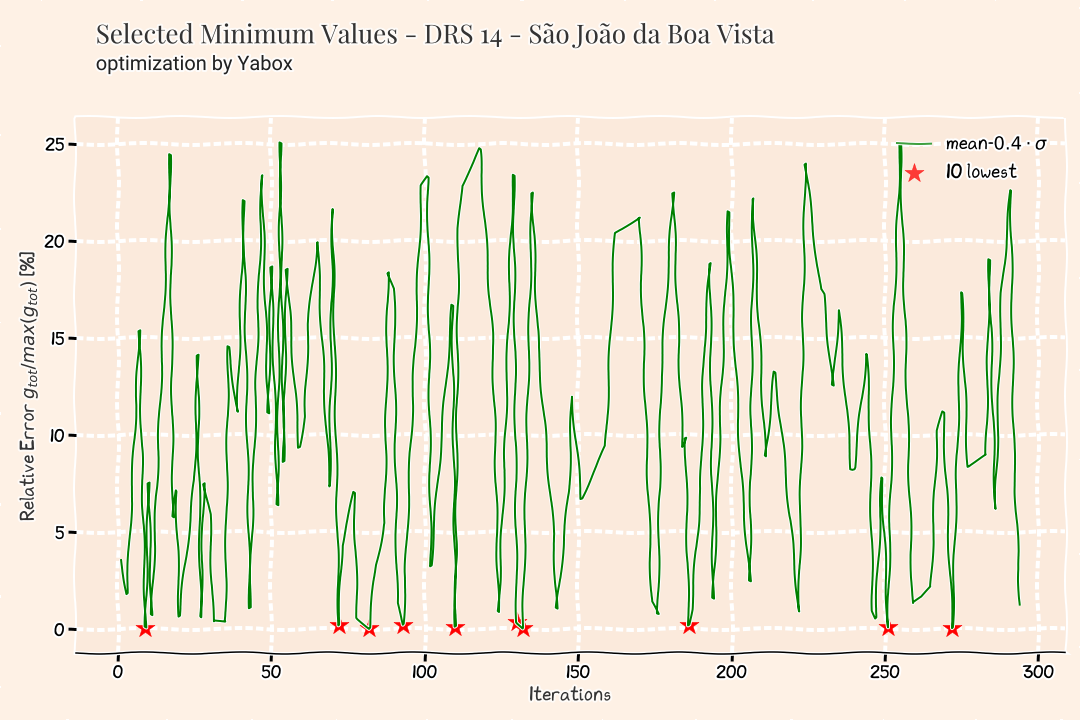 Selected Minimum Values - DRS 14 - São João da Boa Vista
optimization by Yabox
mean-0.4 · σ
10 lowest
Relative Error g_tot/max(g_tot) [%]
25
20
15
10
5
0
0 50 100 150 200 250 300
Iterations